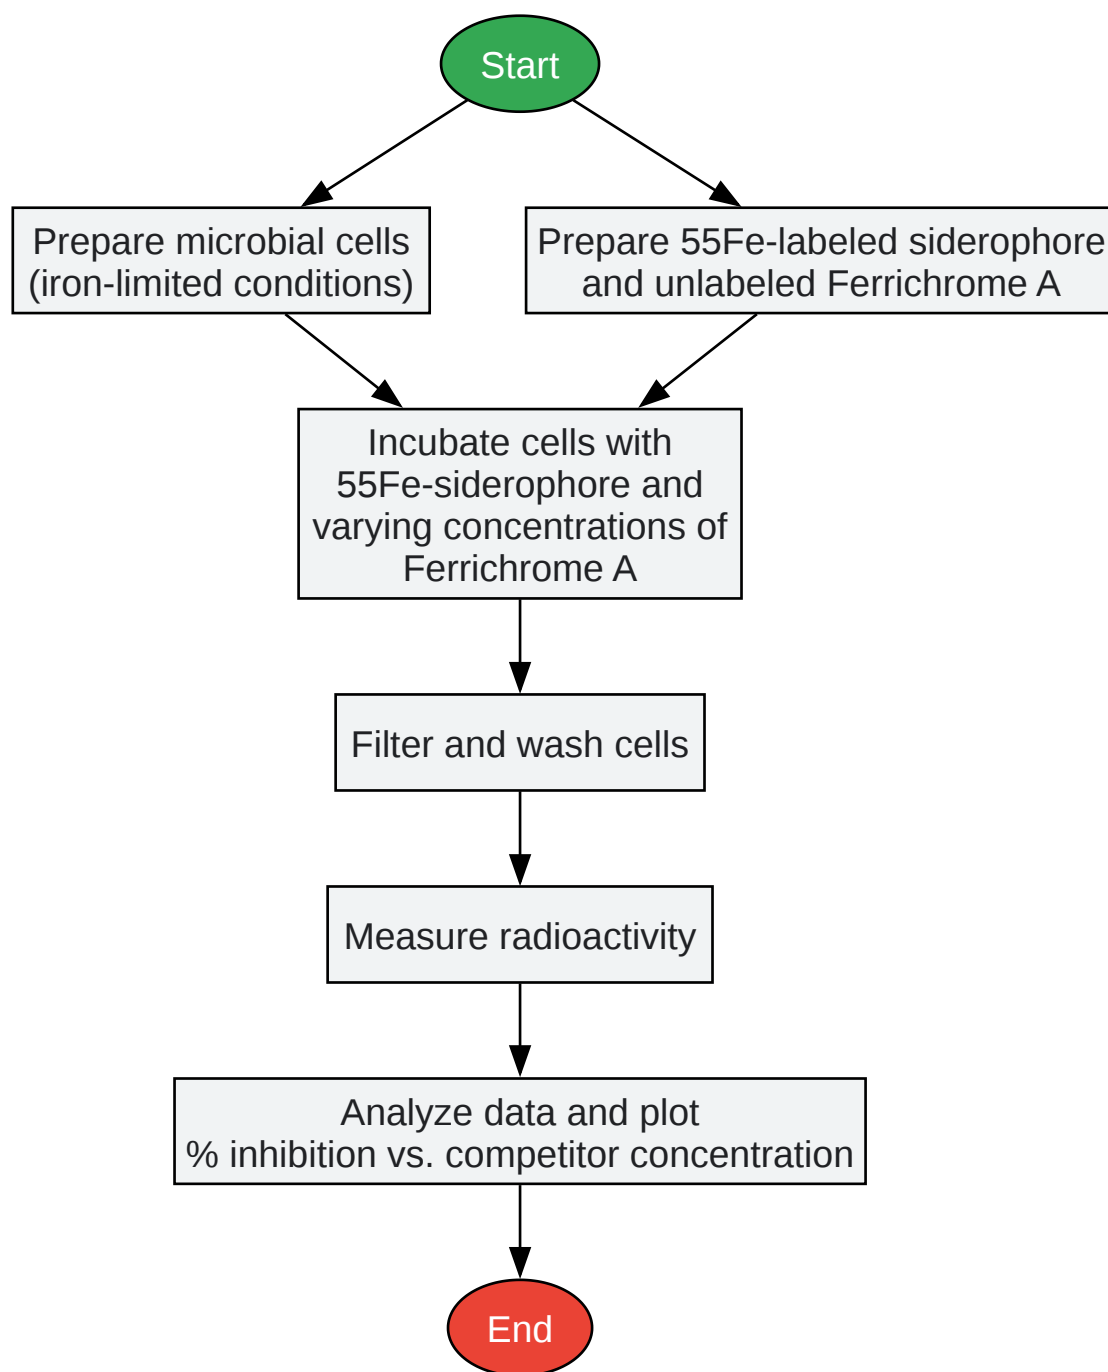 Start
Prepare microbial cells
(iron-limited conditions)
Prepare 55Fe-labeled siderophore
and unlabeled Ferrichrome A
Incubate cells with
55Fe-siderophore and
varying concentrations of
Ferrichrome A
Filter and wash cells
Measure radioactivity
Analyze data and plot
% inhibition vs. competitor concentration
End